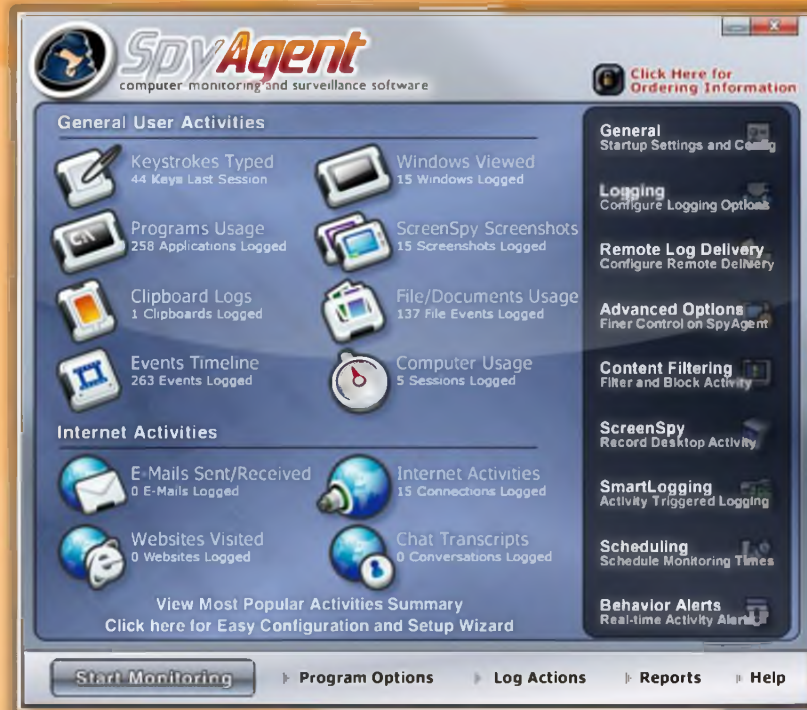 SpyAgent
computer monitoring and surveillance software
Click Here for
Ordering Information
General User Activities
Keystrokes Typed
44 Keys Last Session
Windows Viewed
15 Windows Logged
Programs Usage
258 Applications Logged
ScreenSpy Screenshots
15 Screenshots Logged
Clipboard Logs
1 Clipboards Logged
File/Documents Usage
137 File Events Logged
Events Timeline
263 Events Logged
Computer Usage
5 Sessions Logged
Internet Activities
E-Mails Sent/Received
0 E-Mails Logged
Internet Activities
15 Connections Logged
Websites Visited
0 Websites Logged
Chat Transcripts
0 Conversations Logged
View Most Popular Activities Summary
Click here for Easy Configuration and Setup Wizard
General
Startup Settings and Config
Logging
Configure Logging Options
Remote Log Delivery
Configure Remote Delivery
Advanced Options
Finer Control on SpyAgent
Content Filtering
Filter and Block Activity
ScreenSpy
Record Desktop Activity
SmartLogging
Activity Triggered Logging
Scheduling
Schedule Monitoring Times
Behavior Alerts
Real-time Activity Alerts
Start Monitoring
Program Options
Log Actions
Reports
Help